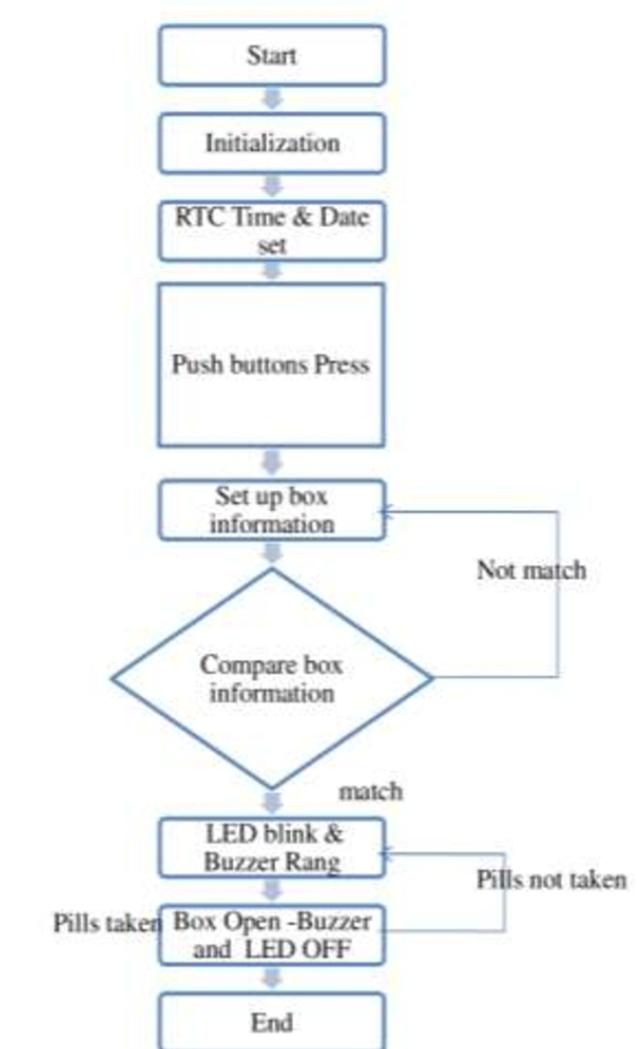 Start
Initialization
RTC Time & Date
set
Push buttons Press
Set up box
information
Not match
Compare box
information
match
LED blink &
Buzzer Rang
Pills not taken
Pills taken
Box Open -Buzzer
and LED OFF
End